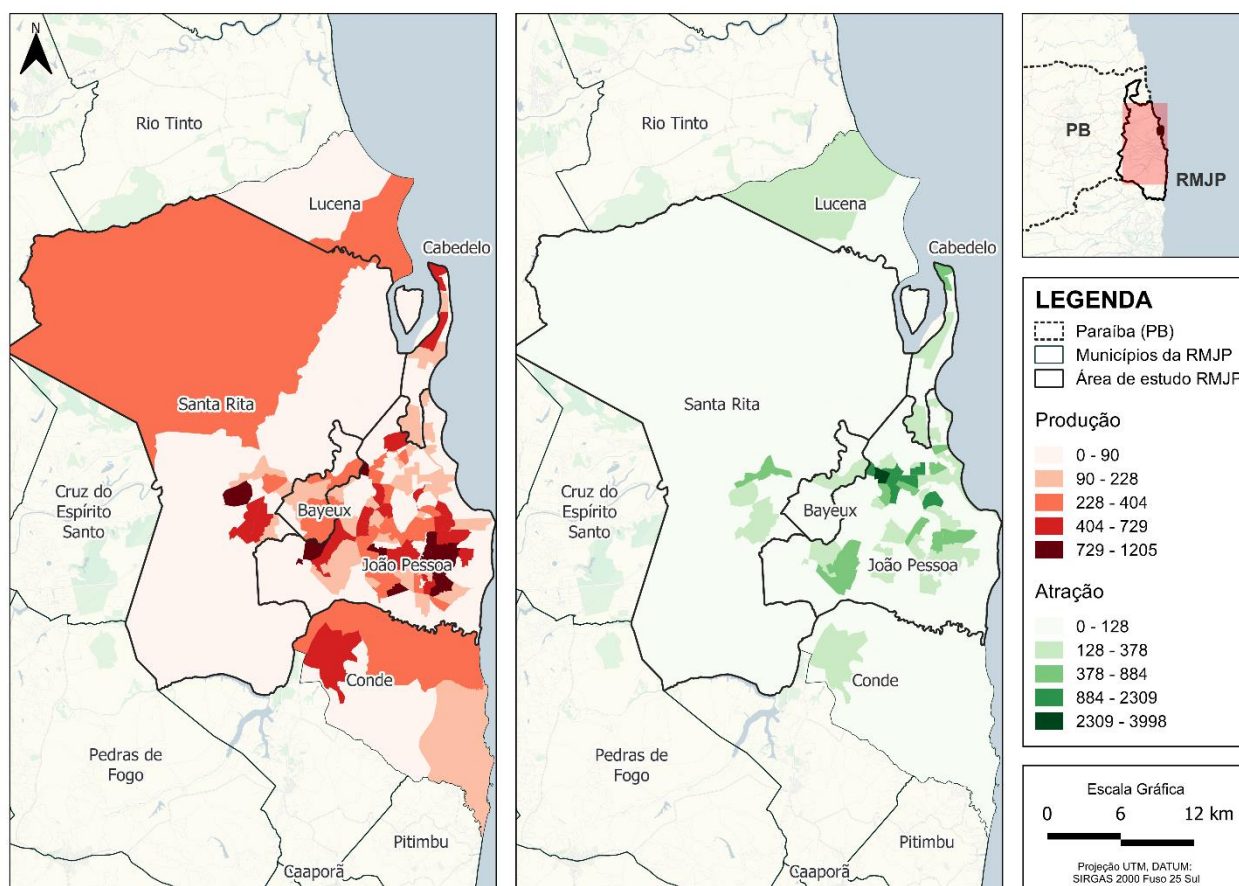 N
Rio Tinto
Lucena
Cabedelo
Santa Rita
Cruz do
Espírito
Santo
Bayeux
João Pessoa
Conde
Pedras de
Fogo
Pitimbu
Caaporã
Rio Tinto
Lucena
Cabedelo
Santa Rita
Cruz do
Espírito
Santo
Bayeux
João Pessoa
Conde
Pedras de
Fogo
Pitimbu
Caaporã
PB
RMJP
LEGENDA
Paraíba (PB)
Municípios da RMJP
Área de estudo RMJP
Produção
0 - 90
90 - 228
228 - 404
404 - 729
729 - 1205
Atração
0 - 128
128 - 378
378 - 884
884 - 2309
2309 - 3998
Escala Gráfica
0 6 12 km
Projeção UTM, DATUM:
SIRGAS 2000 Fuso 25 Sul